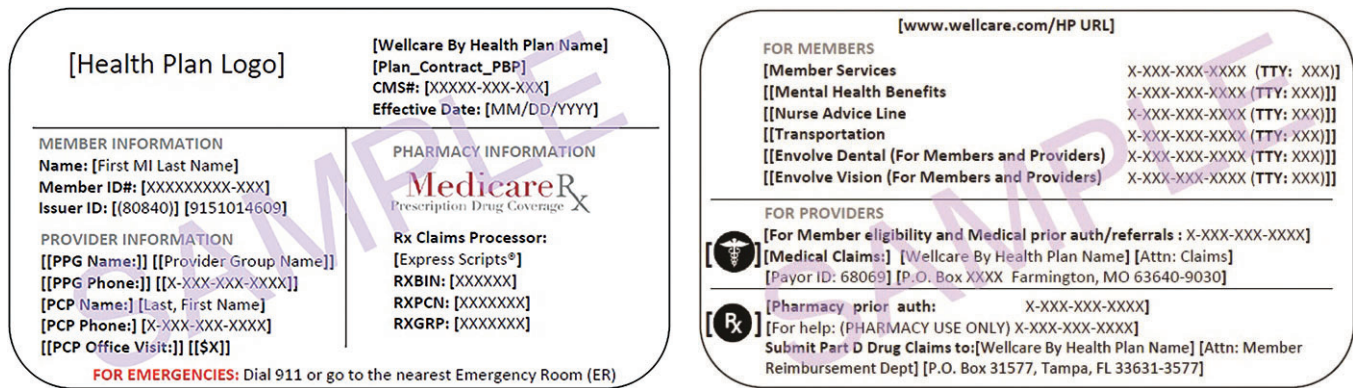 [Health Plan Logo]
[Wellcare By Health Plan Name]
[Plan_Contract_PBP]
CMS#: [XXXXX-XXX-XXX]
Effective Date: [MM/DD/YYYY]
MEMBER INFORMATION
Name: [First MI Last Name]
Member ID#: [XXXXXXXXX-XXX]
Issuer ID: [(80840)] [9151014609]
PROVIDER INFORMATION
[[PPG Name:]] [[Provider Group Name]]
[[PPG Phone:]] [[X-XXX-XXX-XXXX]]
[PCP Name:] [Last, First Name]
[PCP Phone:] [X-XXX-XXX-XXXX]
[[PCP Office Visit:]] [[$X]]
PHARMACY INFORMATION
MedicareRx
Prescription Drug Coverage
Rx Claims Processor:
[Express Scripts®]
RXBIN: [XXXXXX]
RXPCN: [XXXXXXX]
RXGRP: [XXXXXXX]
FOR EMERGENCIES: Dial 911 or go to the nearest Emergency Room (ER)
SAMPLE
[www.wellcare.com/HP URL]
FOR MEMBERS
[Member Services X-XXX-XXX-XXXX (TTY: XXX)]
[[Mental Health Benefits X-XXX-XXX-XXXX (TTY: XXX)]]
[[Nurse Advice Line X-XXX-XXX-XXXX (TTY: XXX)]]
[[Transportation X-XXX-XXX-XXXX (TTY: XXX)]]
[[Envolve Dental (For Members and Providers) X-XXX-XXX-XXXX (TTY: XXX)]]
[[Envolve Vision (For Members and Providers) X-XXX-XXX-XXXX (TTY: XXX)]]
FOR PROVIDERS
[For Member eligibility and Medical prior auth/referrals : X-XXX-XXX-XXXX]
[Medical Claims:] [Wellcare By Health Plan Name] [Attn: Claims]
[Payor ID: 68069] [P.O. Box XXXX Farmington, MO 63640-9030]
[Rx]
[Pharmacy prior auth: X-XXX-XXX-XXXX]
[For help: (PHARMACY USE ONLY) X-XXX-XXX-XXXX]
Submit Part D Drug Claims to:[Wellcare By Health Plan Name] [Attn: Member
Reimbursement Dept] [P.O. Box 31577, Tampa, FL 33631-3577]
SAMPLE